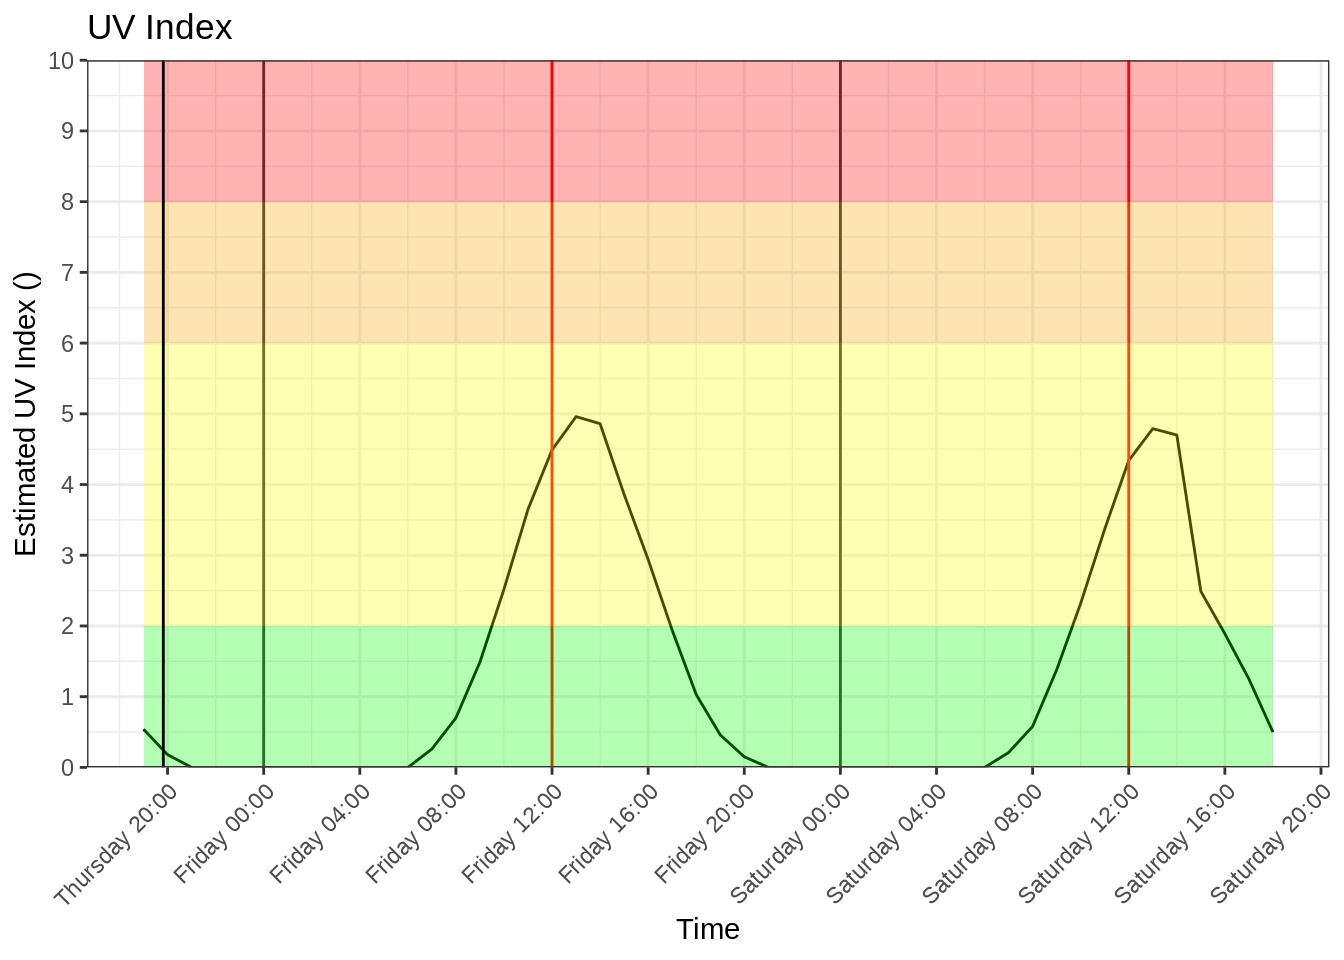 UV Index
Estimated UV Index ()
10
9
8
7
6
5
4
3
2
1
0
Thursday 20:00
Friday 00:00
Friday 04:00
Friday 08:00
Friday 12:00
Friday 16:00
Friday 20:00
Saturday 00:00
Saturday 04:00
Saturday 08:00
Saturday 12:00
Saturday 16:00
Saturday 20:00
Time